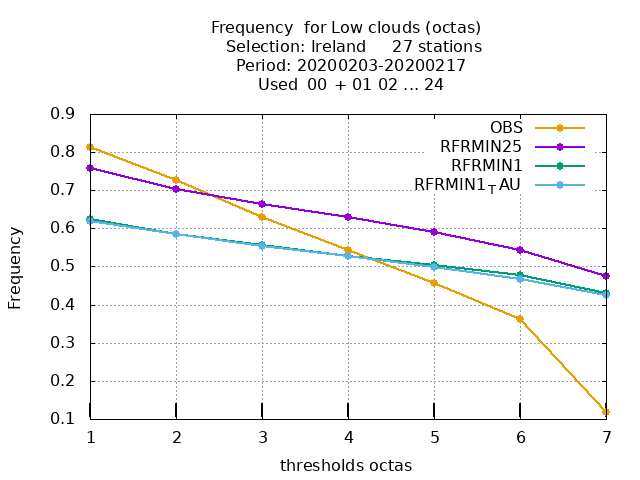 Frequency  for Low clouds (octas)
Selection: Ireland     27 stations
Period: 20200203-20200217
Used  00  + 01 02 ... 24
OBS
RFRMIN25
RFRMIN1
RFRMIN1TAU
0.9
0.8
0.7
0.6
0.5
0.4
0.3
0.2
0.1
Frequency
1 2 3 4 5 6 7
thresholds octas